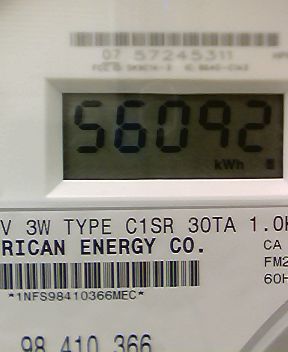 07 57245311
56092
kWh
V 3W TYPE C1SR 30TA 1.0
RICAN ENERGY CO.
CA
FM2
60H
*1NFS98410366MEC*
98 410 366